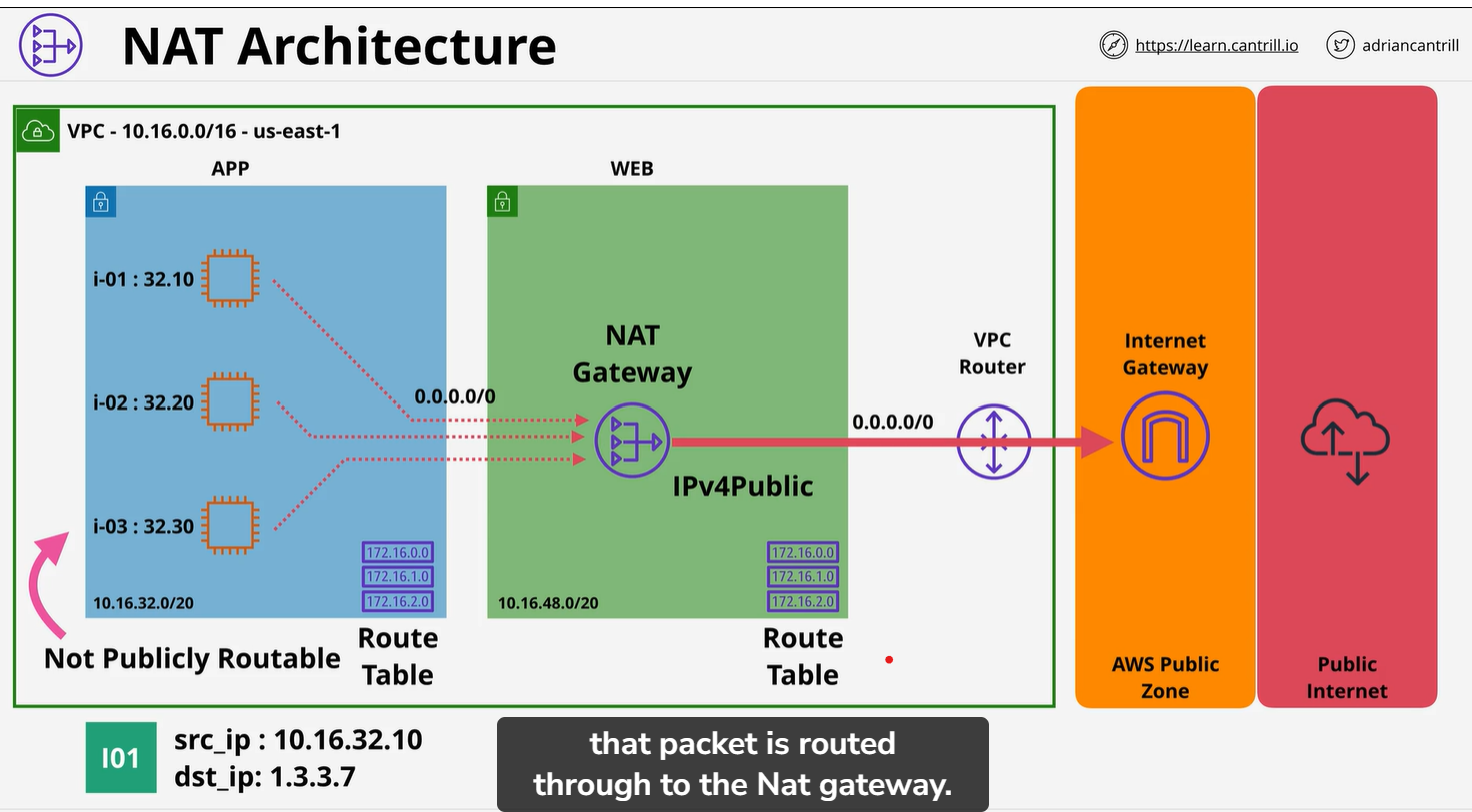 NAT Architecture
https://learn.cantrill.io
adriancantrill
VPC - 10.16.0.0/16 - us-east-1
APP
WEB
i-01 : 32.10
i-02 : 32.20
i-03 : 32.30
0.0.0.0/0
NAT
Gateway
IPv4Public
0.0.0.0/0
VPC
Router
Internet
Gateway
172.16.0.0
172.16.1.0
172.16.2.0
10.16.32.0/20
172.16.0.0
172.16.1.0
172.16.2.0
10.16.48.0/20
Not Publicly Routable
Route
Table
Route
Table
AWS Public
Zone
Public
Internet
I01
src_ip : 10.16.32.10
dst_ip: 1.3.3.7
that packet is routed
through to the Nat gateway.